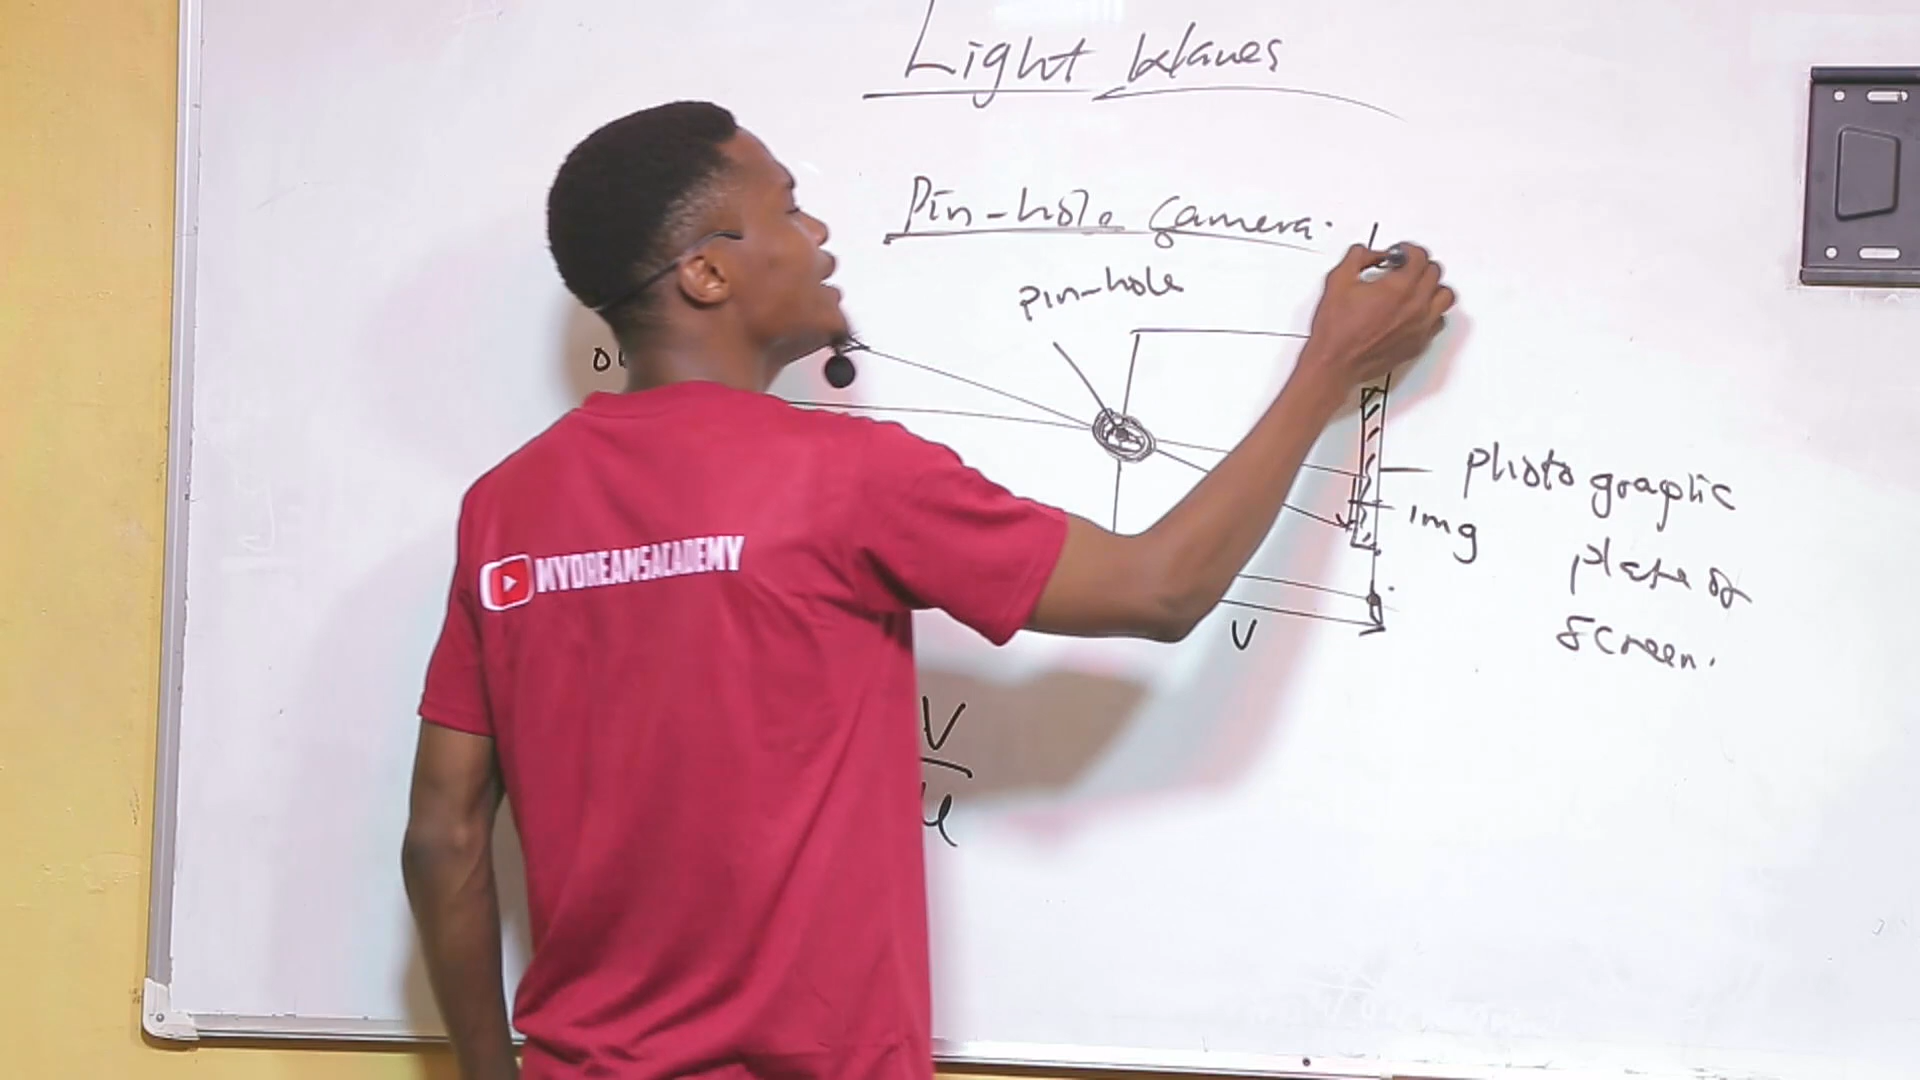 Light Waves
Pin-hole Camera.
pin-hole
photographic
img
plate or
screen.
V
V
u
MYDREAMSACADEMY